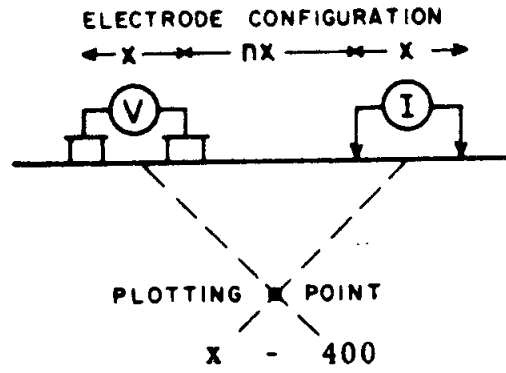 ELECTRODE CONFIGURATION
x nx x
V I
PLOTTING POINT
x - 400